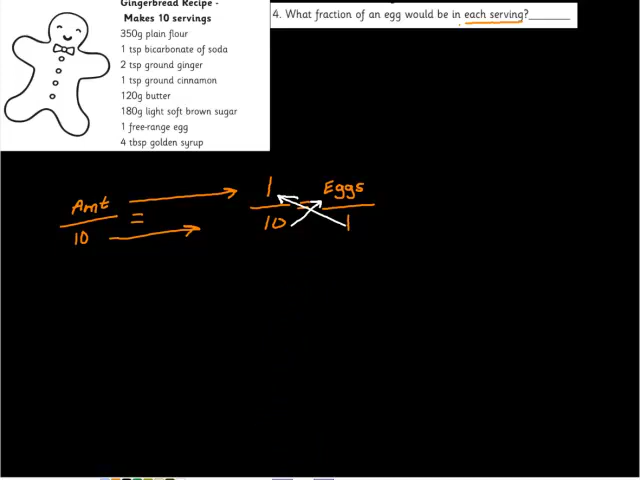 Gingerbread Recipe -
Makes 10 servings
350g plain flour
1 tsp bicarbonate of soda
2 tsp ground ginger
1 tsp ground cinnamon
120g butter
180g light soft brown sugar
1 free-range egg
4 tbsp golden syrup
4. What fraction of an egg would be in each serving?_______
Amt
10
=
1
10
=
Eggs
1